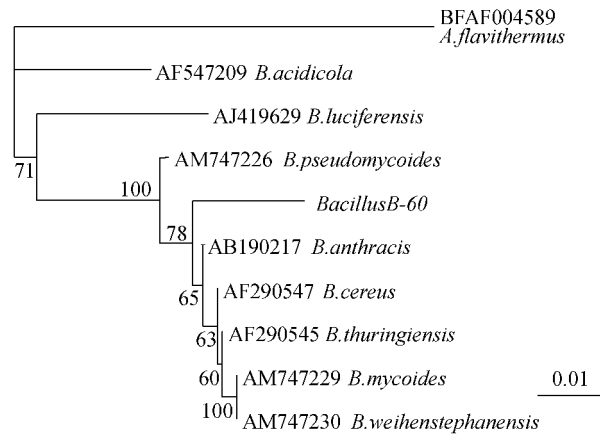 BFAF004589
A.flavithermus
AF547209 B.acidicola
AJ419629 B.luciferensis
71
AM747226 B.pseudomycoides
100
BacillusB-60
78
AB190217 B.anthracis
65
AF290547 B.cereus
63
AF290545 B.thuringiensis
60
AM747229 B.mycoides
0.01
100
AM747230 B.weihenstephanensis